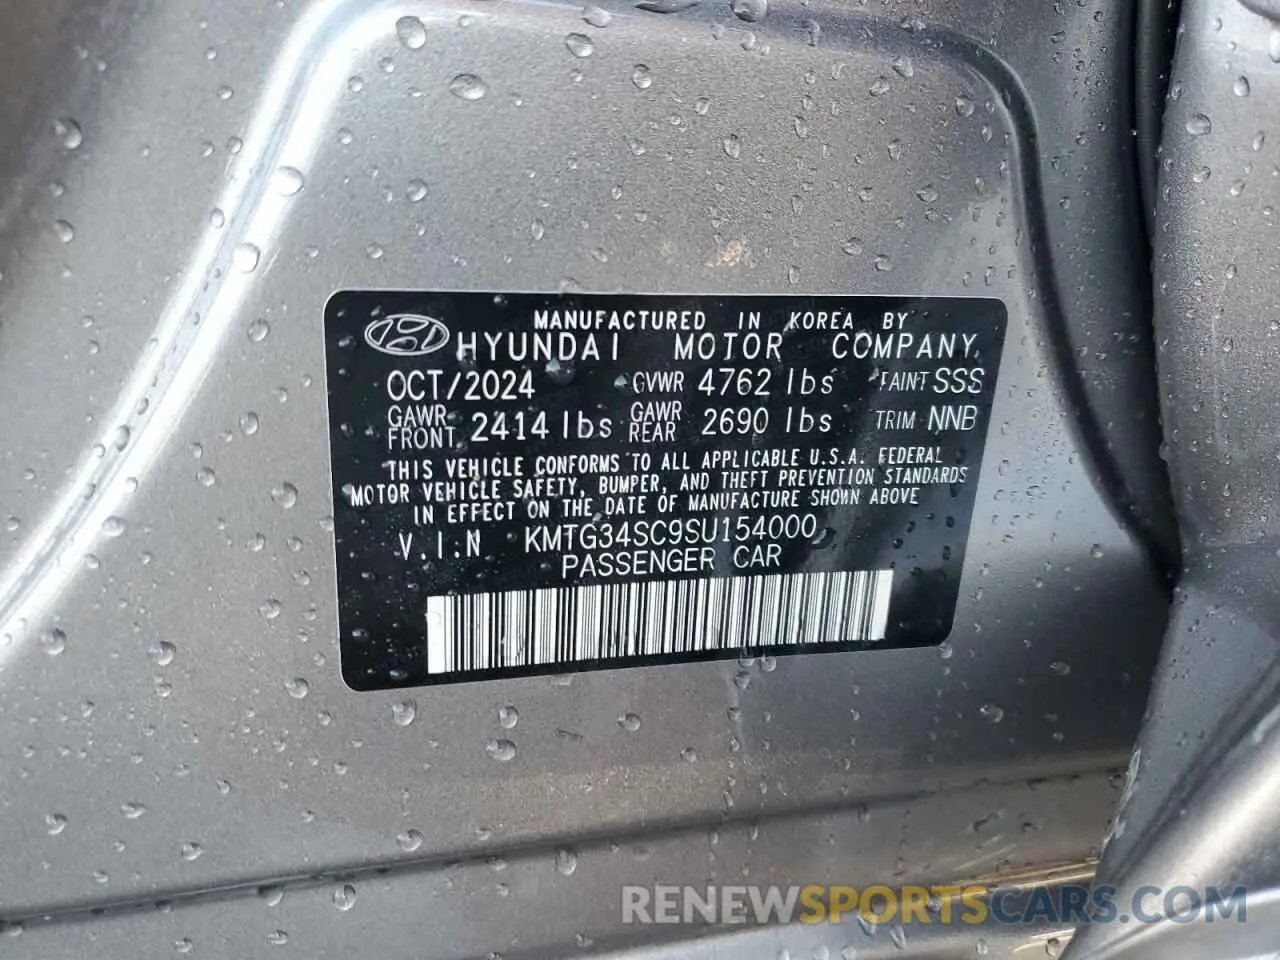 MANUFACTURED IN KOREA BY
HYUNDAI MOTOR COMPANY
OCT/2024 GVWR 4762 lbs PAINT SSS
GAWR FRONT 2414 lbs GAWR REAR 2690 lbs TRIM NNB
THIS VEHICLE CONFORMS TO ALL APPLICABLE U.S.A. FEDERAL
MOTOR VEHICLE SAFETY, BUMPER, AND THEFT PREVENTION STANDARDS
IN EFFECT ON THE DATE OF MANUFACTURE SHOWN ABOVE
V.I.N KMTG34SC9SU154000
PASSENGER CAR
RENEWSPORTSCARS.COM